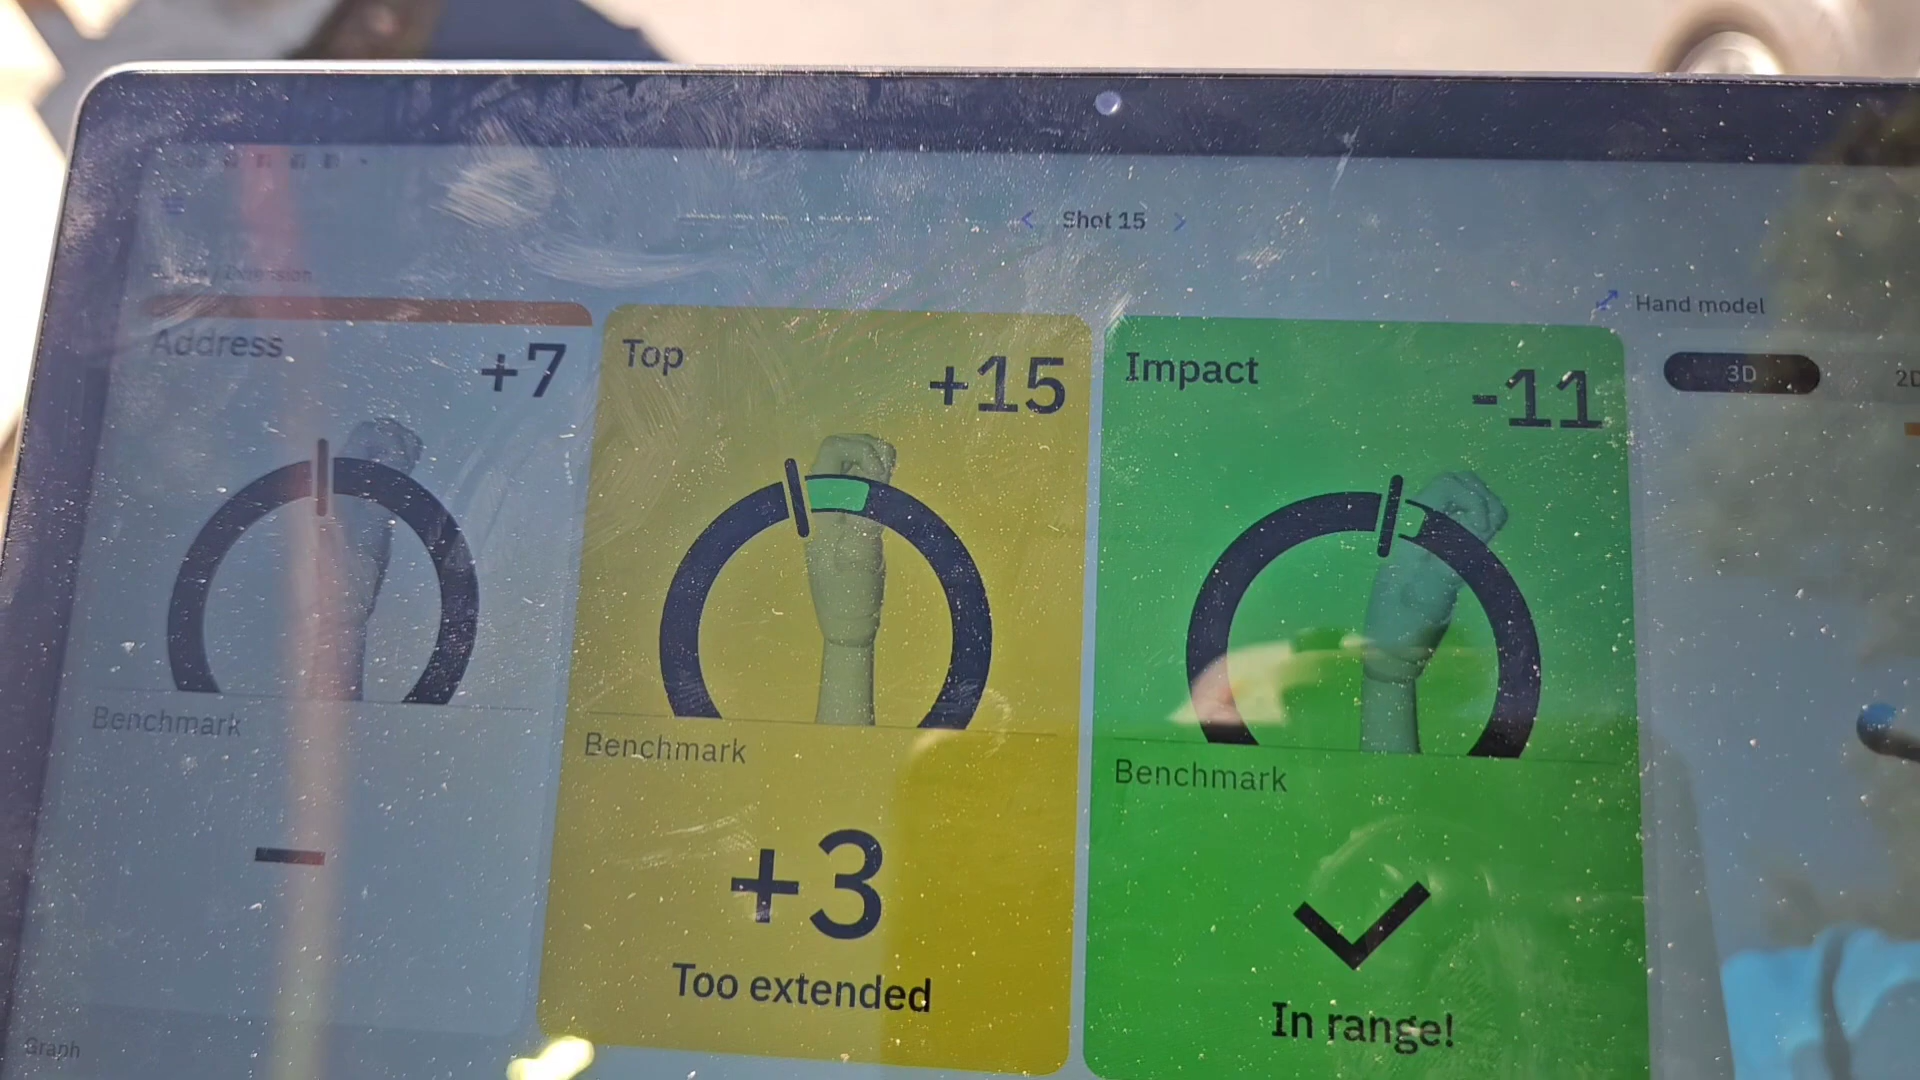 Shot 15
Hand model
Address
+7
Top
+15
Impact
-11
3D
2D
Benchmark
Benchmark
Benchmark
+3
Too extended
In range!
Graph